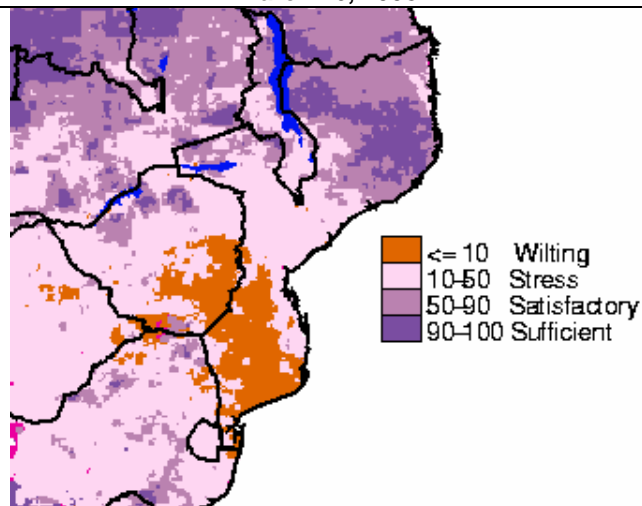 <= 10 Wilting
10-50 Stress
50-90 Satisfactory
90-100 Sufficient